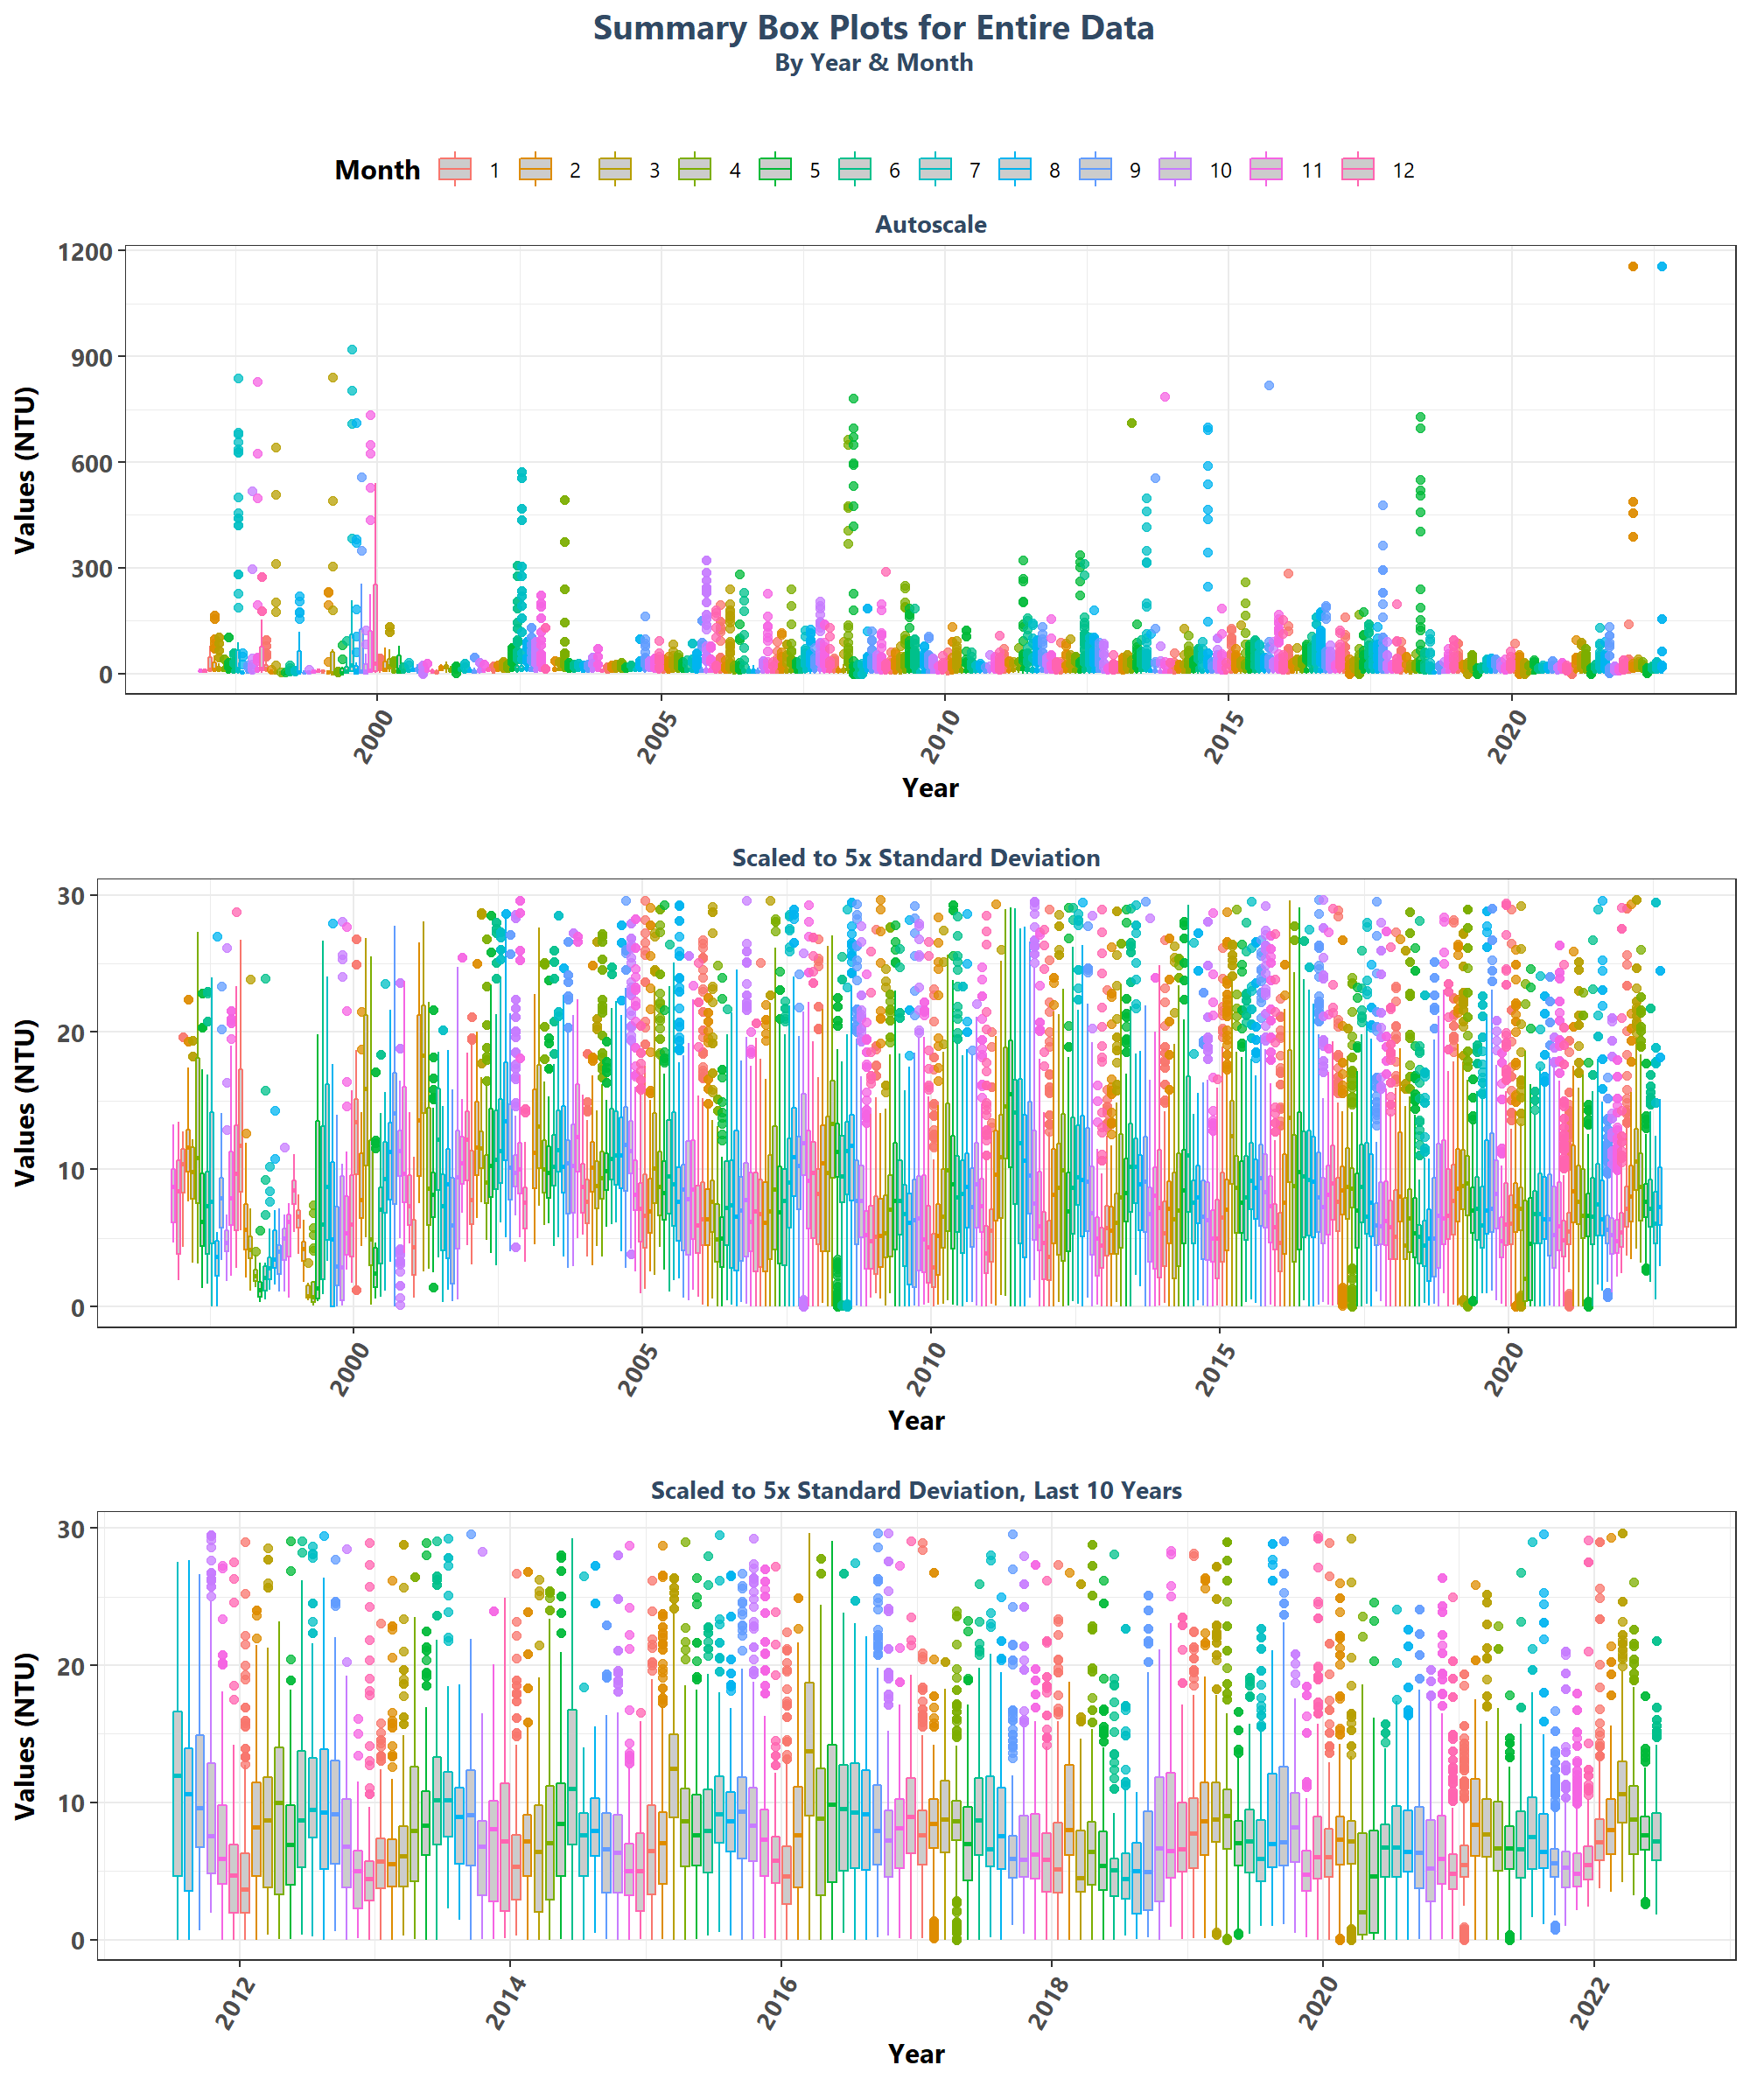 Summary Box Plots for Entire Data
By Year & Month
Month 1 2 3 4 5 6 7 8 9 10 11 12
Autoscale
Values (NTU)
1200
900
600
300
0
2000 2005 2010 2015 2020
Year
Scaled to 5x Standard Deviation
Values (NTU)
30
20
10
0
2000 2005 2010 2015 2020
Year
Scaled to 5x Standard Deviation, Last 10 Years
Values (NTU)
30
20
10
0
2012 2014 2016 2018 2020 2022
Year